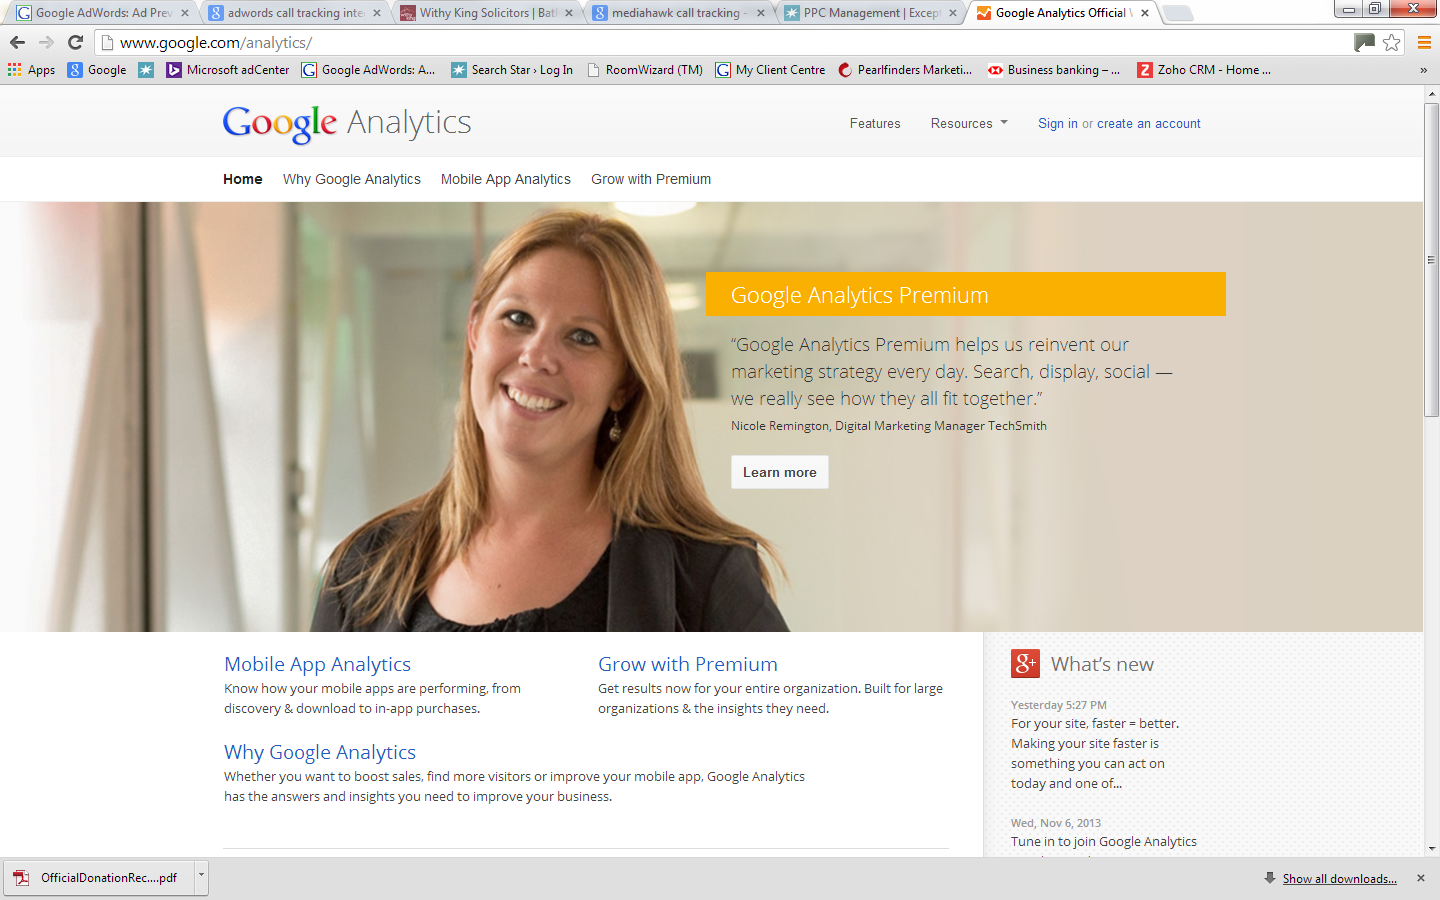 Google AdWords: Ad Prev
adwords call tracking inte
Withy King Solicitors | Bat
mediahawk call tracking -
PPC Management | Excep
Google Analytics Official
www.google.com/analytics/
Apps
Google
Microsoft adCenter
Google AdWords: A...
Search Star › Log In
RoomWizard (TM)
My Client Centre
Pearlfinders Marketi...
Business banking – ...
Zoho CRM - Home ...
»
Google Analytics
Features
Resources
Sign in or create an account
Home
Why Google Analytics
Mobile App Analytics
Grow with Premium
Google Analytics Premium
“Google Analytics Premium helps us reinvent our
marketing strategy every day. Search, display, social —
we really see how they all fit together.”
Nicole Remington, Digital Marketing Manager TechSmith
Learn more
Mobile App Analytics
Know how your mobile apps are performing, from
discovery & download to in-app purchases.
Grow with Premium
Get results now for your entire organization. Built for large
organizations & the insights they need.
Why Google Analytics
Whether you want to boost sales, find more visitors or improve your mobile app, Google Analytics
has the answers and insights you need to improve your business.
g+ What’s new
Yesterday 5:27 PM
For your site, faster = better.
Making your site faster is
something you can act on
today and one of...
Wed, Nov 6, 2013
Tune in to join Google Analytics
OfficialDonationRec....pdf
Show all downloads...